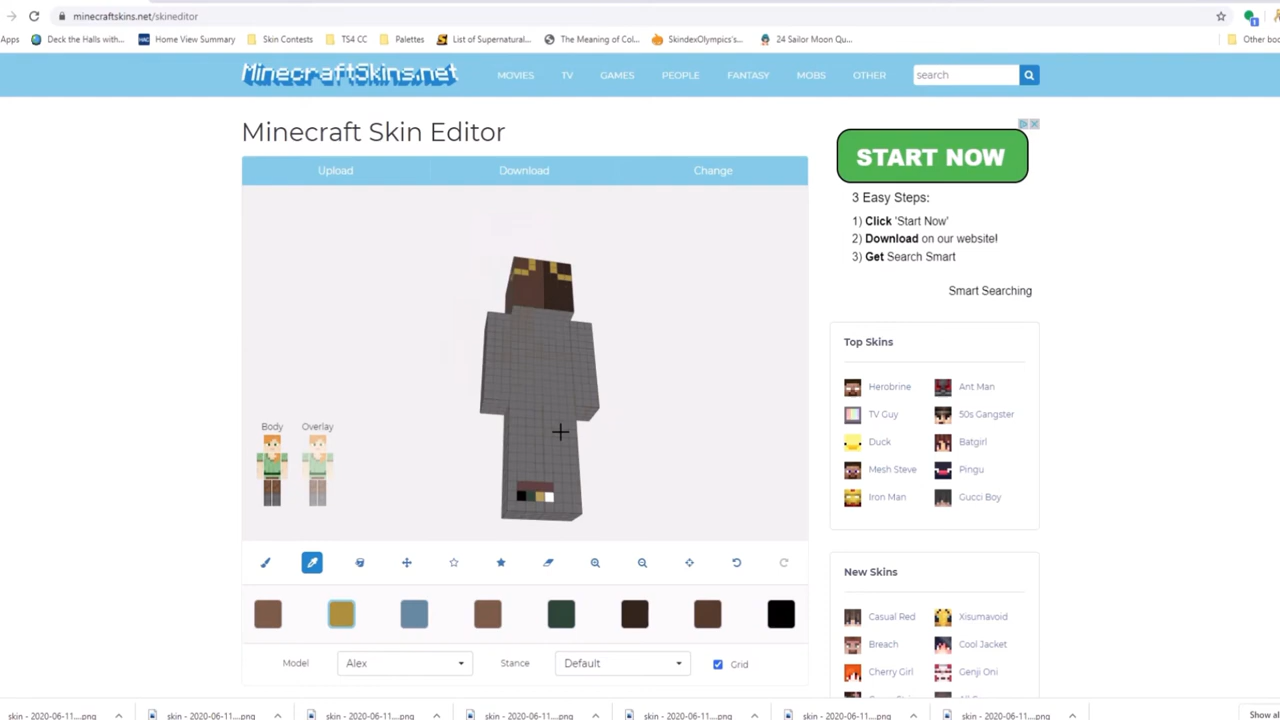 minecraftskins.net/skineditor
Apps
Deck the Halls with...
Home View Summary
Skin Contests
TS4 CC
Palettes
List of Supernatural...
The Meaning of Col...
SkindexOlympics's...
24 Sailor Moon Qu...
Other boo
MinecraftSkins.net
MOVIES
TV
GAMES
PEOPLE
FANTASY
MOBS
OTHER
search
Minecraft Skin Editor
Upload
Download
Change
START NOW
3 Easy Steps:
1) Click 'Start Now'
2) Download on our website!
3) Get Search Smart
Smart Searching
Body
Overlay
Top Skins
Herobrine
Ant Man
TV Guy
50s Gangster
Duck
Batgirl
Mesh Steve
Pingu
Iron Man
Gucci Boy
New Skins
Casual Red
Xisumavoid
Breach
Cool Jacket
Cherry Girl
Genji Oni
Model
Alex
Stance
Default
Grid
skin - 2020-06-11....png
skin - 2020-06-11....png
skin - 2020-06-11....png
skin - 2020-06-11....png
skin - 2020-06-11....png
skin - 2020-06-11....png
skin - 2020-06-11....png
Show al